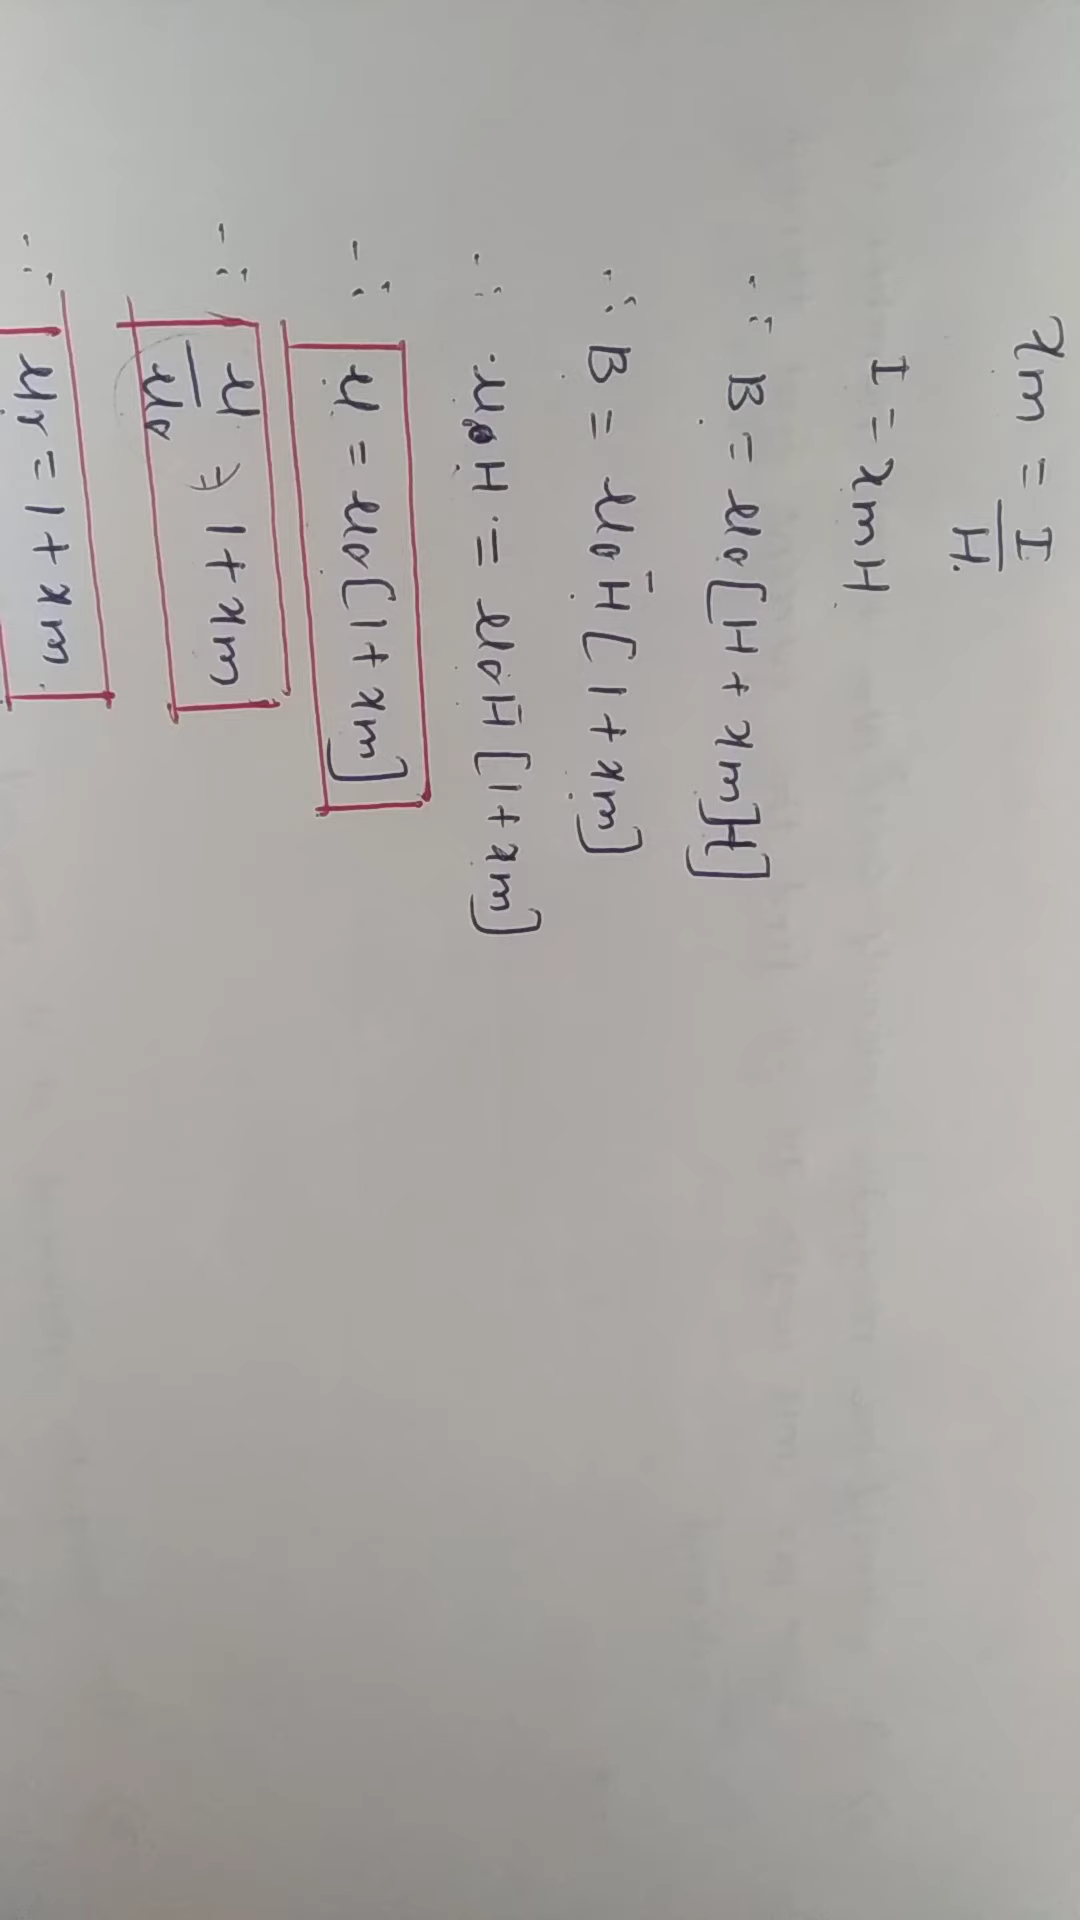 χm = I/H.
I = χmH
∴ B = μ0[H + χmH]
∴ B = μ0H[1 + χm]
∴ μ0H = μ0H[1 + χm]
∴ μ = μ0[1 + χm]
∴ μ/μ0 = 1 + χm
∴ μr = 1 + χm.